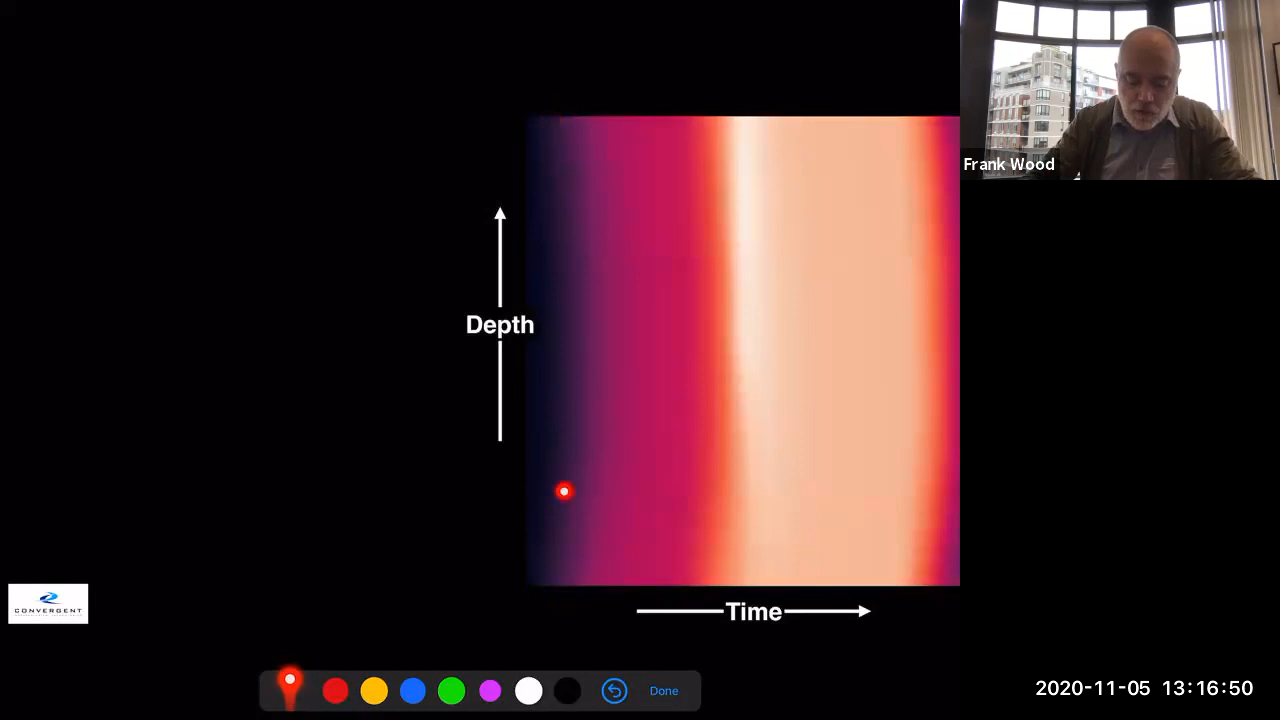 Frank Wood
Depth
CONVERGENT
Time
Done
2020-11-05 13:16:50